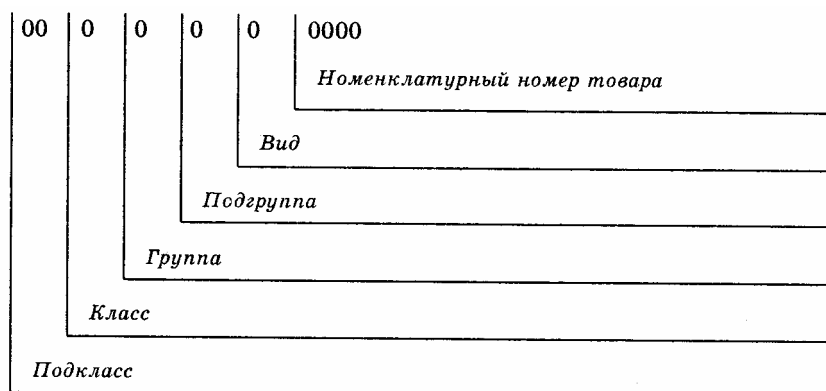 00 0 0 0 0 0000
Номенклатурный номер товара
Вид
Подгруппа
Группа
Класс
Подкласс